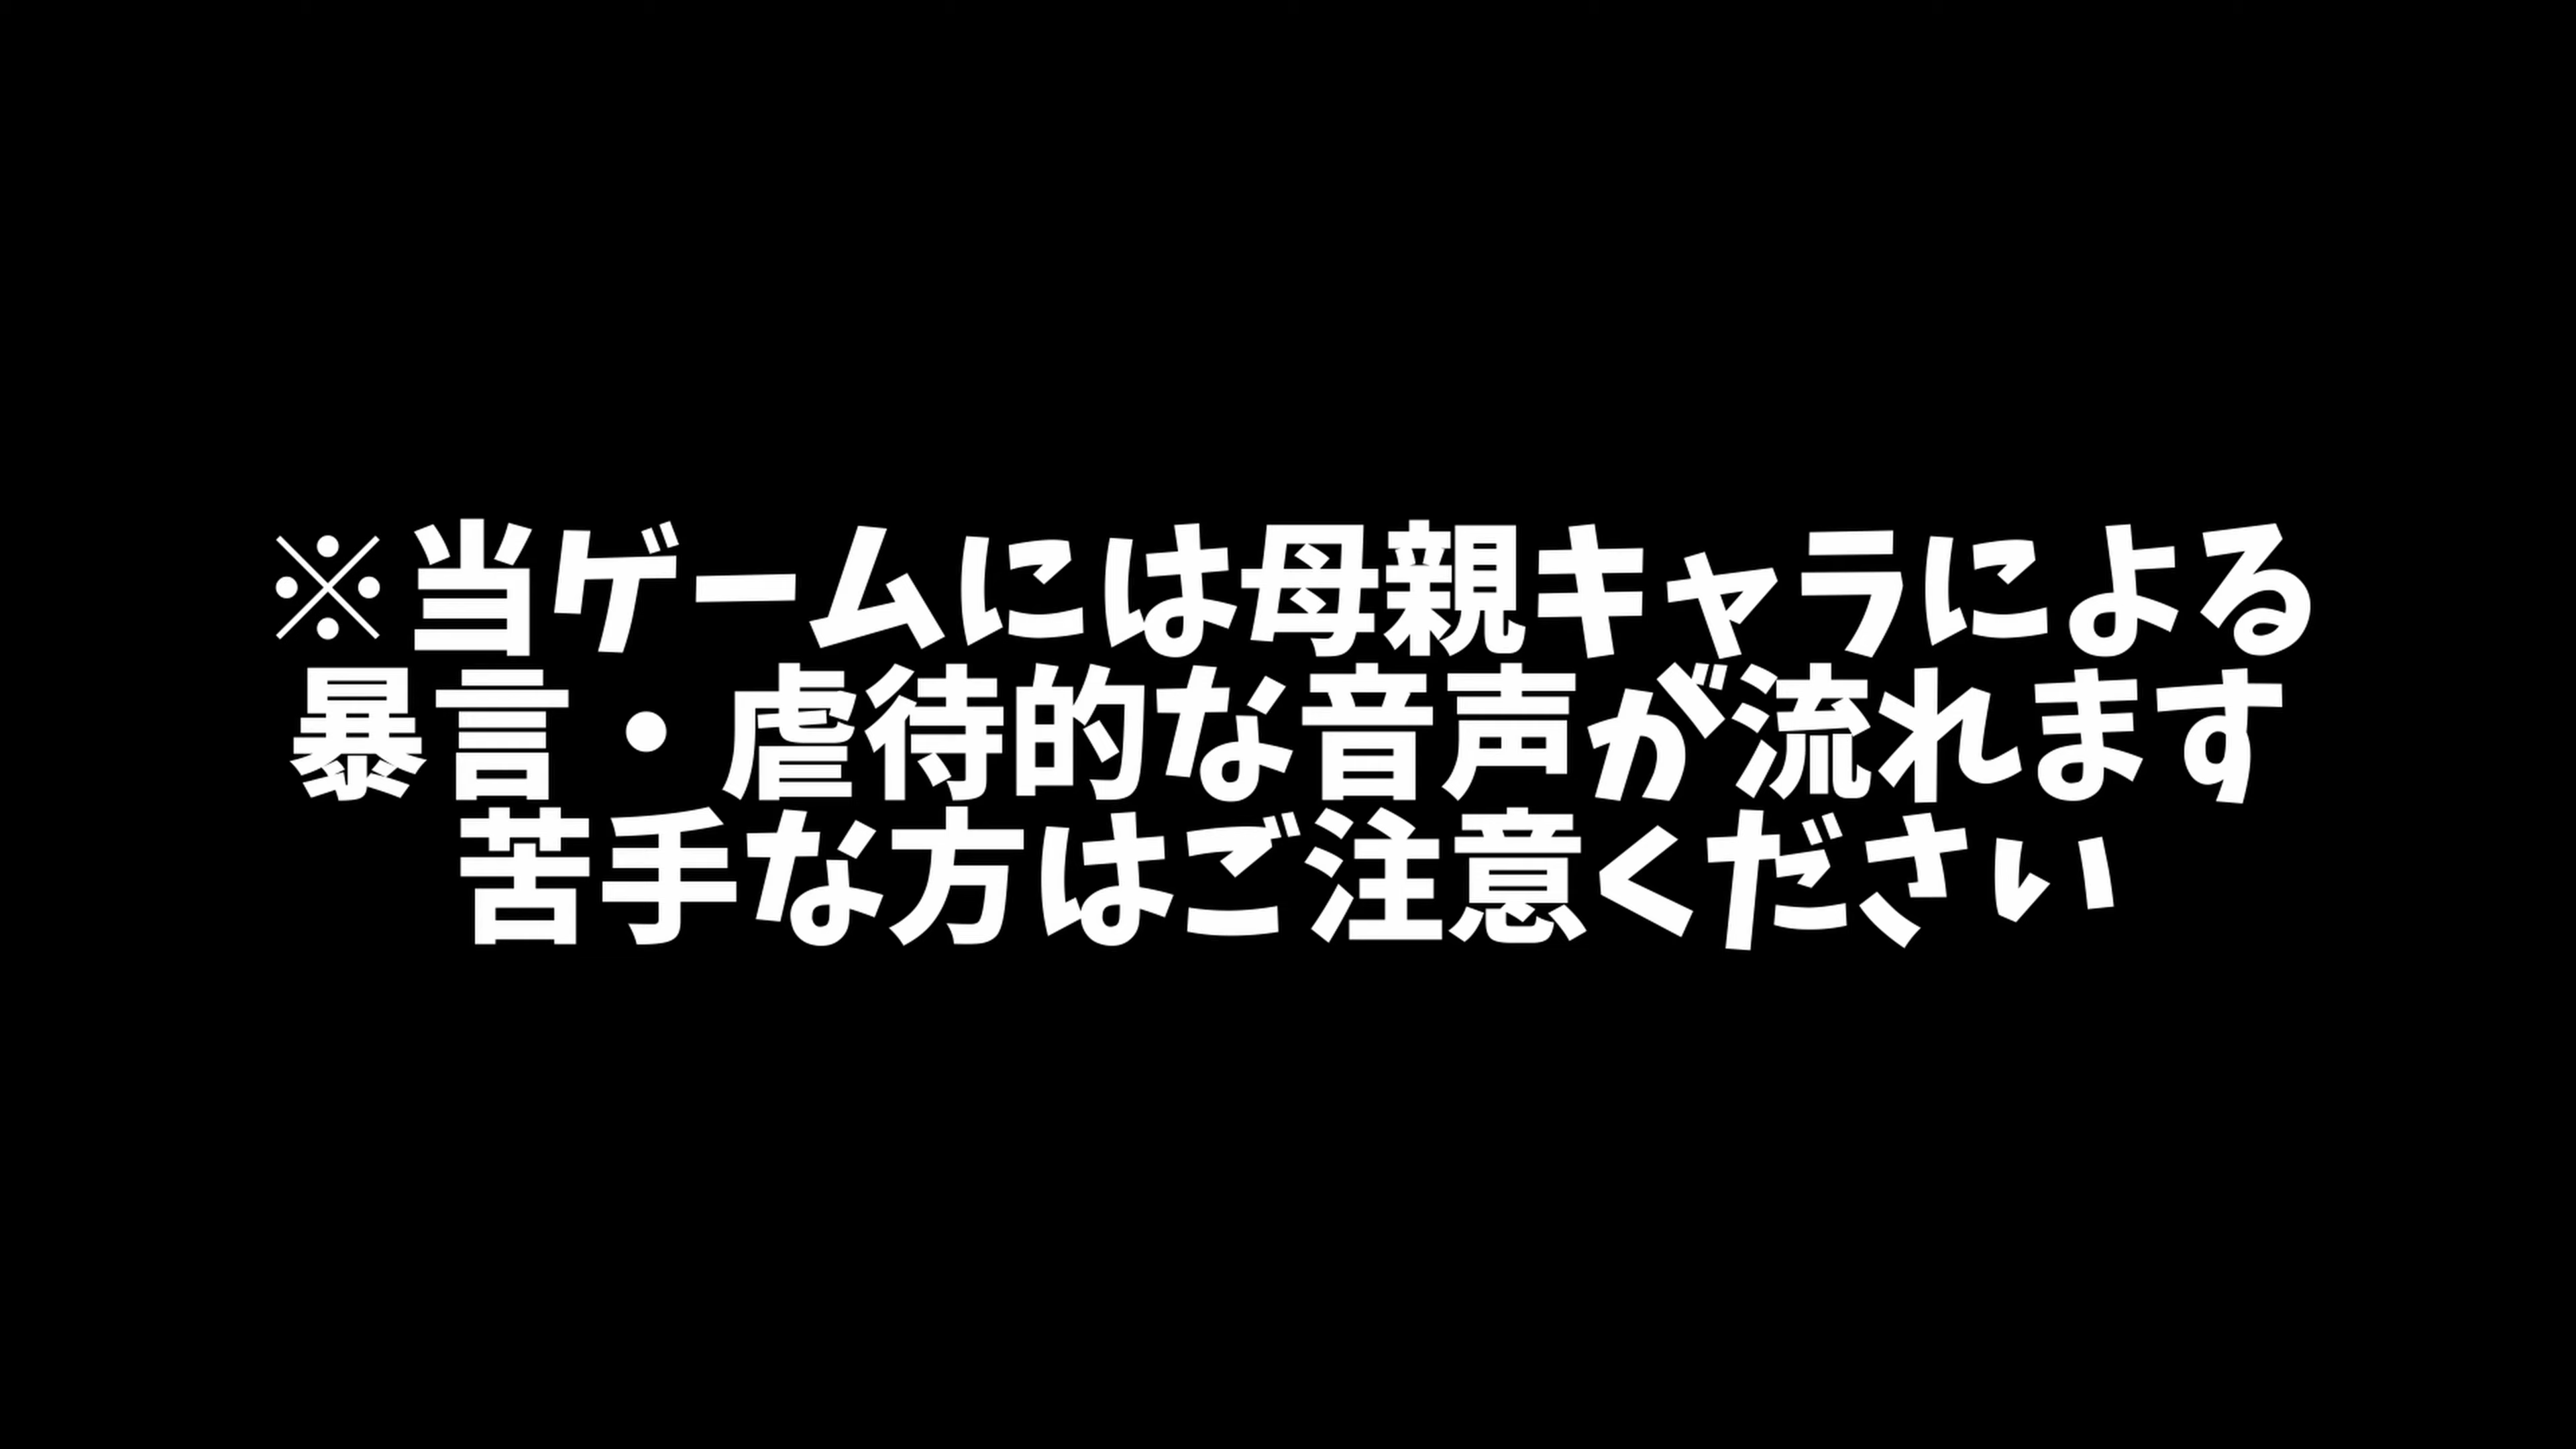 ※当ゲームには母親キャラによる
暴言・虐待的な音声が流れます
苦手な方はご注意ください